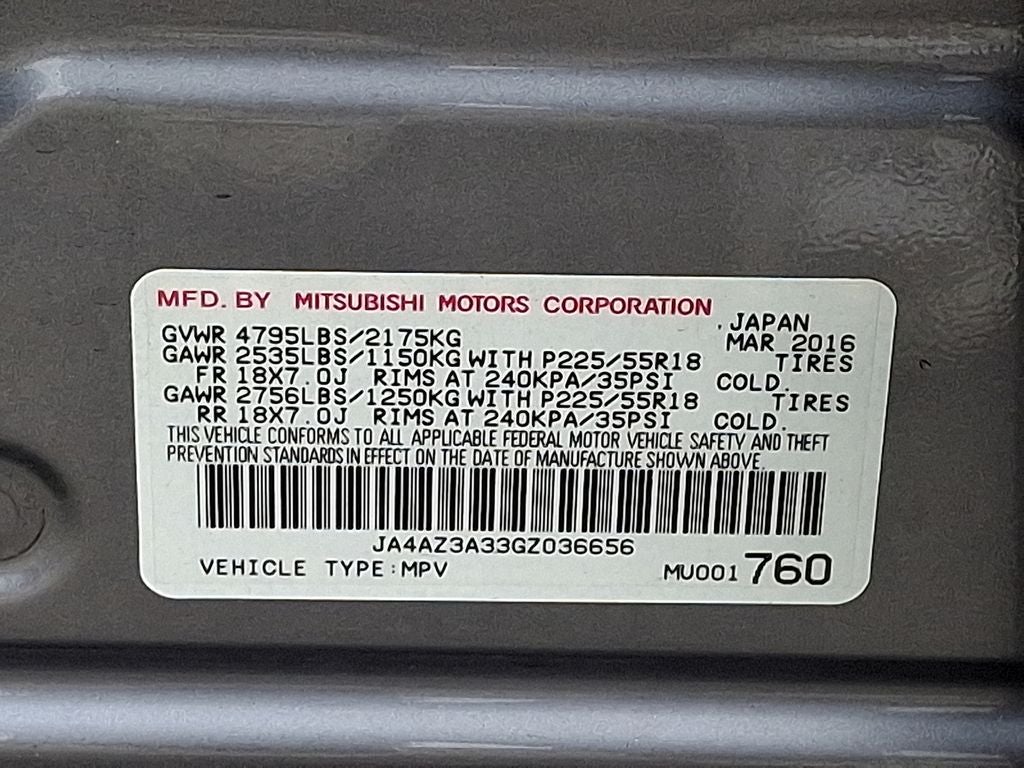 MFD. BY MITSUBISHI MOTORS CORPORATION
JAPAN
GVWR 4795LBS/2175KG MAR 2016
GAWR 2535LBS/1150KG WITH P225/55R18 TIRES
FR 18X7.0J RIMS AT 240KPA/35PSI COLD.
GAWR 2756LBS/1250KG WITH P225/55R18 TIRES
RR 18X7.0J RIMS AT 240KPA/35PSI COLD.
THIS VEHICLE CONFORMS TO ALL APPLICABLE FEDERAL MOTOR VEHICLE SAFETY AND THEFT
PREVENTION STANDARDS IN EFFECT ON THE DATE OF MANUFACTURE SHOWN ABOVE.
JA4AZ3A33GZ036656
VEHICLE TYPE:MPV MU001 760